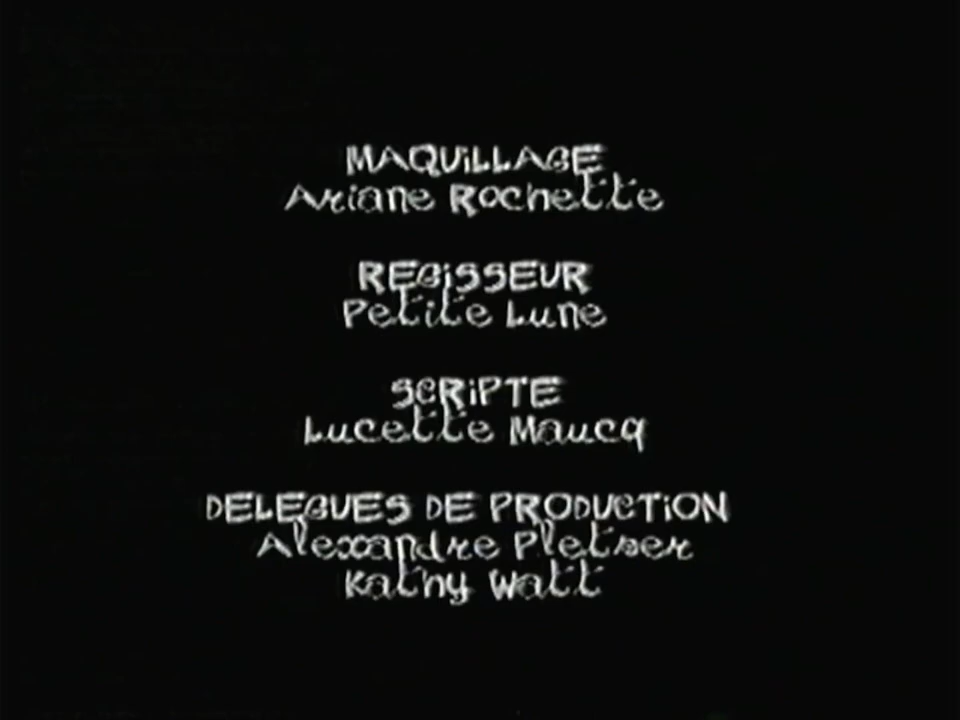 MAQUiLLAGE
Ariane Rochette
REGiSSEUR
Petite Lune
SCRiPTE
Lucette Maucq
DELEGUES DE PRODUCTiON
Alexandre Pletser
Kathy Watt